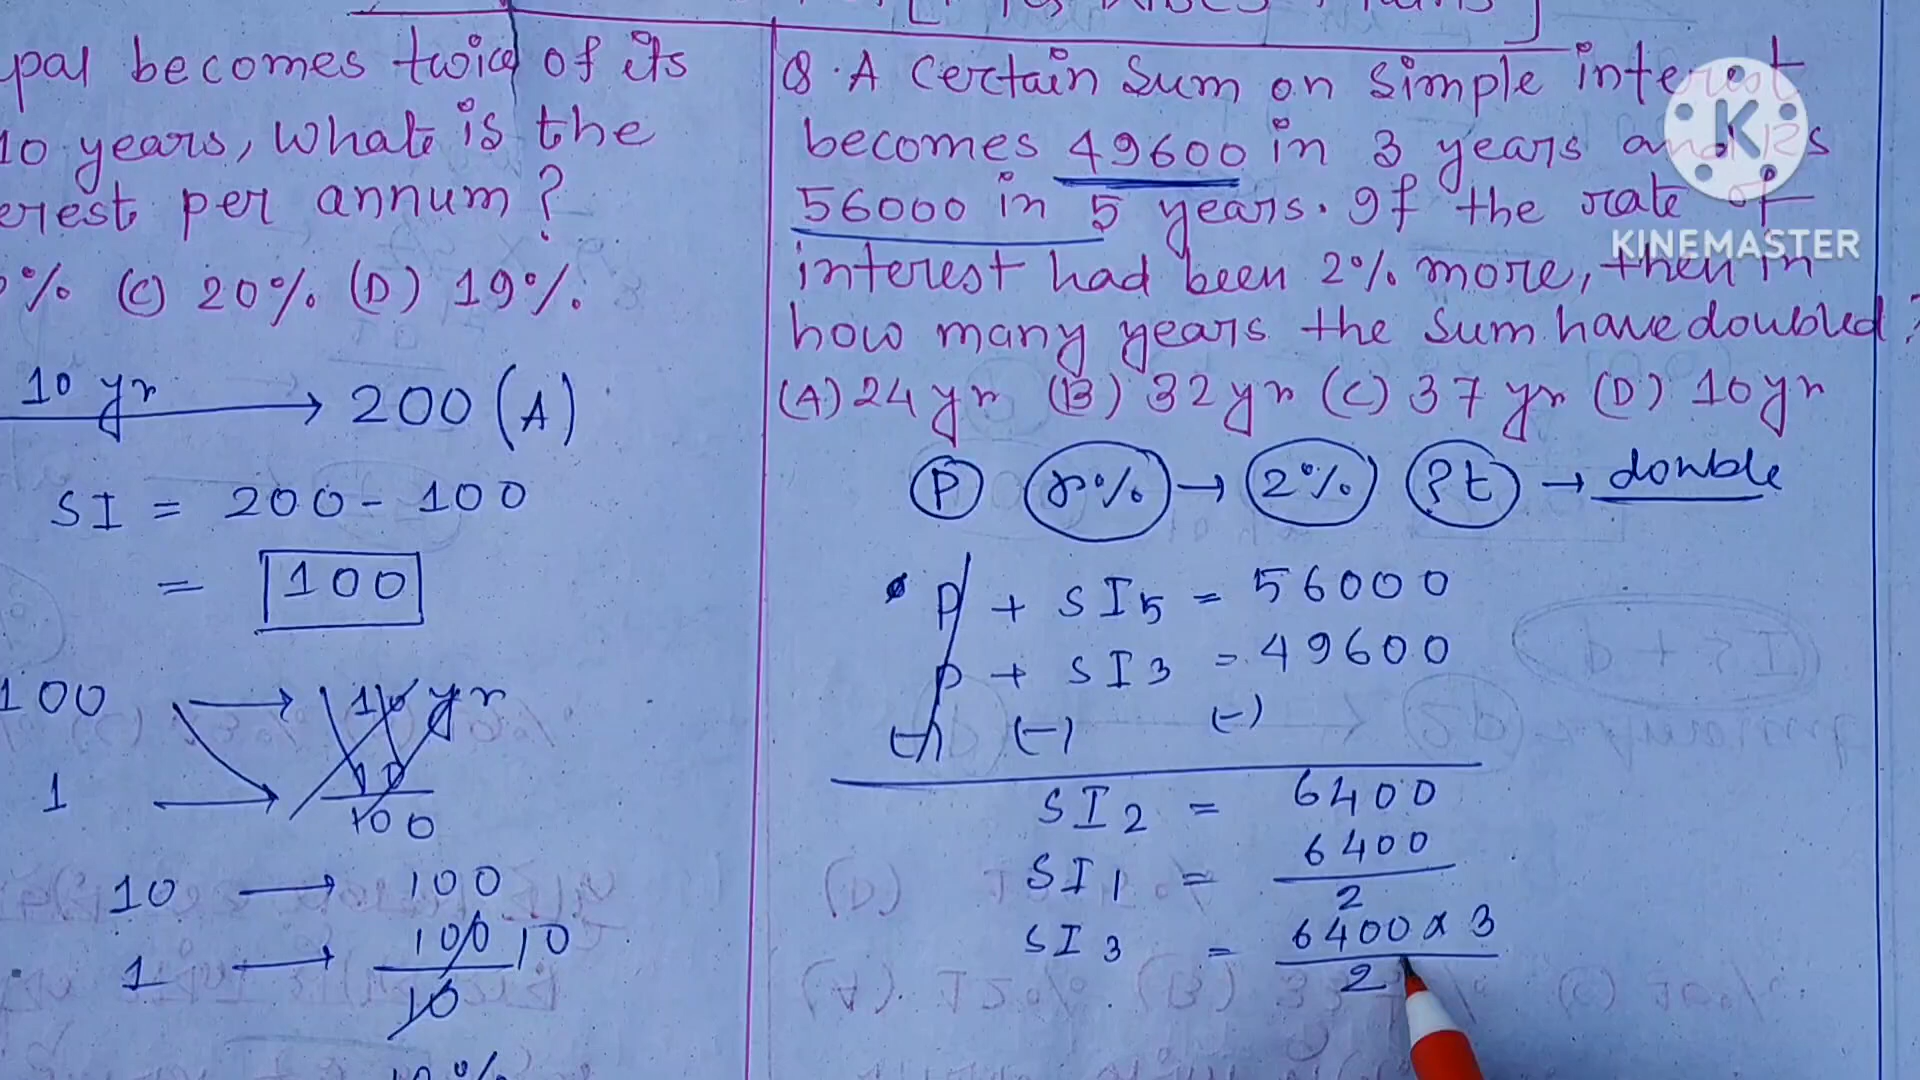 pal becomes twice of its
10 years, What is the
erest per annum?
% (C) 20% (D) 19%.
10 yr → 200 (A)
SI = 200 - 100
= 100
100 → 10 yr
1 → 10
100
10 → 100
1 → 100 10
10
10%
Q. A Certain Sum on Simple interest
becomes 49600 in 3 years and is
56000 in 5 years. If the rate of
interest had been 2% more, then in
how many years the Sum have doubled?
(A) 24 yr (B) 32 yr (C) 37 yr (D) 10 yr
P r% → 2% ?t → double
P + SI5 = 56000
P + SI3 = 49600
(-) (-) (-)
SI2 = 6400
SI1 = 6400
2
SI3 = 6400 x 3
2
K
KINEMASTER